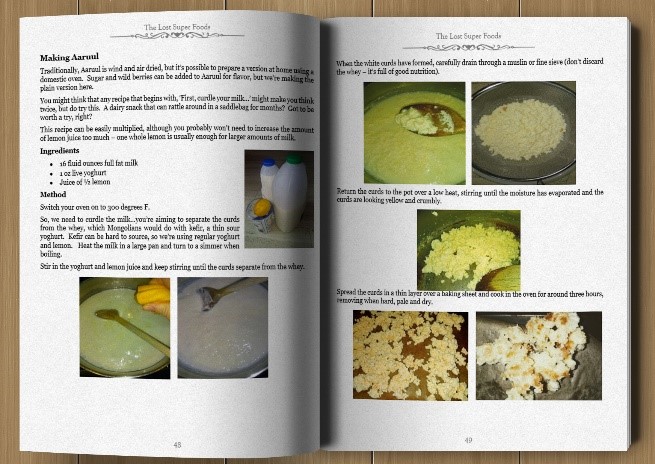 The Lost Super Foods
Making Aaruul
Traditionally, Aaruul is wind and air dried, but it's possible to prepare a version at home using a
domestic oven. Sugar and wild berries can be added to Aaruul for flavor, but we're making the
plain version here.
You might think that any recipe that begins with, 'First, curdle your milk...' might make you think
twice, but do try this. A dairy snack that can rattle around in a saddlebag for months? Got to be
worth a try, right?
This recipe can be easily multiplied, although you probably won't need to increase the amount
of lemon juice too much – one whole lemon is usually enough for larger amounts of milk.
Ingredients
• 16 fluid ounces full fat milk
• 1 oz live yoghurt
• Juice of ½ lemon
Method
Switch your oven on to 300 degrees F.
So, we need to curdle the milk...you're aiming to separate the curds
from the whey, which Mongolians would do with kefir, a thin sour
yoghurt. Kefir can be hard to source, so we're using regular yoghurt
and lemon. Heat the milk in a large pan and turn to a simmer when
boiling.
Stir in the yoghurt and lemon juice and keep stirring until the curds separate from the whey.
48
The Lost Super Foods
When the white curds have formed, carefully drain through a muslin or fine sieve (don't discard
the whey – it's full of good nutrition).
Return the curds to the pot over a low heat, stirring until the moisture has evaporated and the
curds are looking yellow and crumbly.
Spread the curds in a thin layer over a baking sheet and cook in the oven for around three hours,
removing when hard, pale and dry.
49